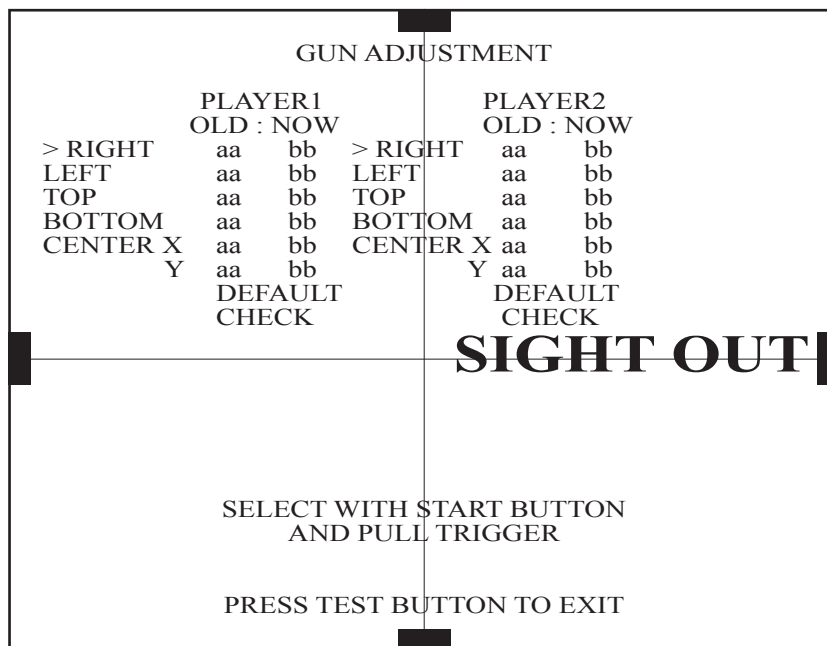 GUN ADJUSTMENT
PLAYER1 PLAYER2
OLD : NOW OLD : NOW
> RIGHT aa bb > RIGHT aa bb
LEFT aa bb LEFT aa bb
TOP aa bb TOP aa bb
BOTTOM aa bb BOTTOM aa bb
CENTER X aa bb CENTER X aa bb
Y aa bb Y aa bb
DEFAULT DEFAULT
CHECK CHECK
SIGHT OUT
SELECT WITH START BUTTON
AND PULL TRIGGER
PRESS TEST BUTTON TO EXIT